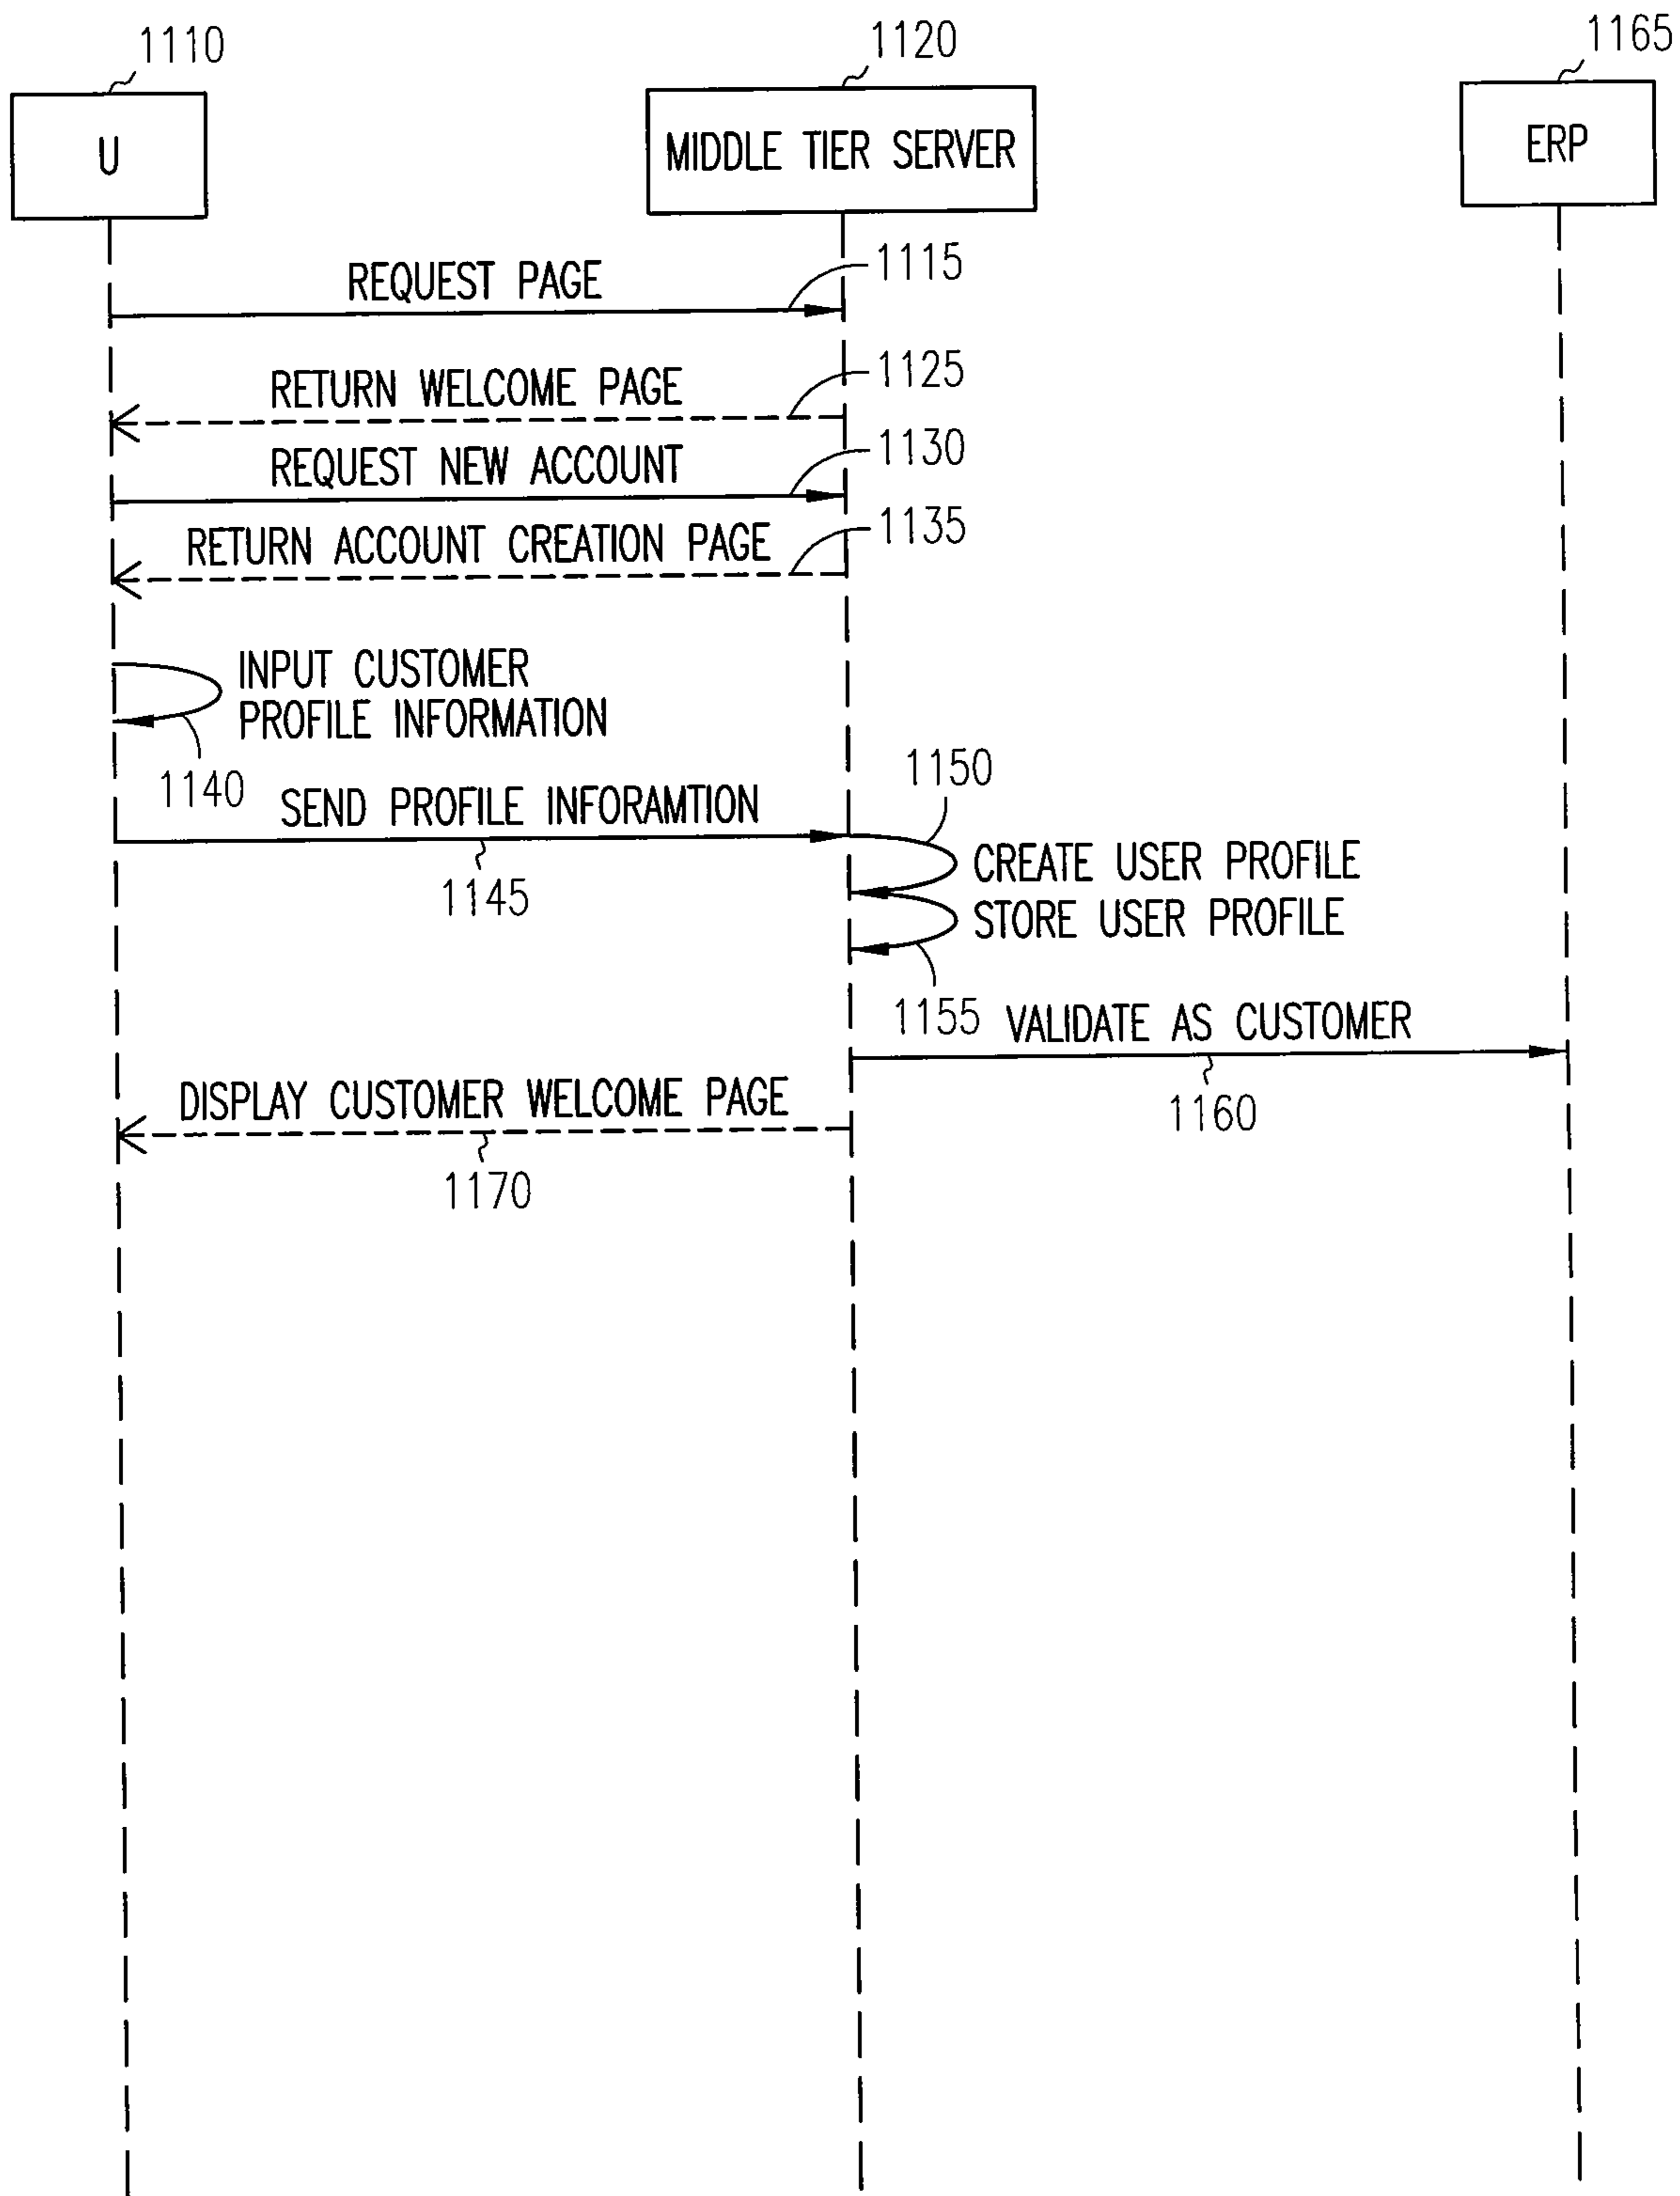 1110
1120
1165
U
MIDDLE TIER SERVER
ERP
REQUEST PAGE
1115
RETURN WELCOME PAGE
1125
REQUEST NEW ACCOUNT
1130
RETURN ACCOUNT CREATION PAGE
1135
INPUT CUSTOMER
PROFILE INFORMATION
1140
SEND PROFILE INFORAMTION
1145
1150
CREATE USER PROFILE
STORE USER PROFILE
1155
VALIDATE AS CUSTOMER
1160
DISPLAY CUSTOMER WELCOME PAGE
1170